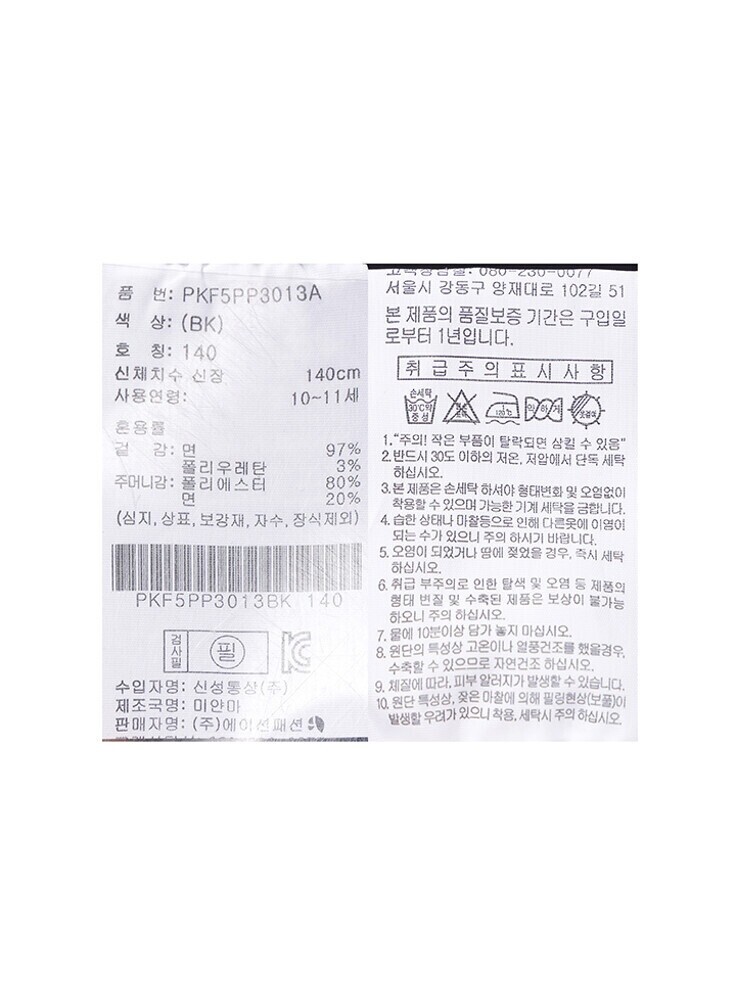 품 번: PKF5PP3013A
색 상: (BK)
호 칭: 140
신체치수 신장 140cm
사용연령: 10~11세
혼용률
겉 감: 면 97%
폴리우레탄 3%
주머니감: 폴리에스터 80%
면 20%
(심지, 상표, 보강재, 자수, 장식제외)
PKF5PP3013BK 140
검사필 필
수입자명: 신성통상(주)
제조국명: 미얀마
판매자명: (주)에이션패션
고객상담실: 080-230-0077
서울시 강동구 양재대로 102길 51
본 제품의 품질보증 기간은 구입일
로부터 1년입니다.
취급주의표시사항
손세탁 30℃약 중성 120℃ 약하게 옷걸이
1."주의! 작은 부품이 탈락되면 삼킬 수 있음"
2.반드시 30도 이하의 저온, 저압에서 단독 세탁
하십시오.
3.본 제품은 손세탁 하셔야 형태변화 및 오염없이
착용할 수 있으며 가능한 기계 세탁을 금합니다.
4. 습한 상태나 마찰등으로 인해 다른옷에 이염이
되는 수가 있으니 주의 하시기 바랍니다.
5. 오염이 되었거나 땀에 젖었을 경우, 즉시 세탁
하십시오.
6. 취급 부주의로 인한 탈색 및 오염 등 제품의
형태 변질 및 수축된 제품은 보상이 불가능
하오니 주의 하십시오.
7. 물에 10분이상 담가 놓지 마십시오.
8. 원단의 특성상 고온이나 열풍건조를 했을경우,
수축할 수 있으므로 자연건조 하십시오.
9. 체질에 따라, 피부 알러지가 발생할 수 있습니다.
10. 원단 특성상, 잦은 마찰에 의해 필링현상(보풀)이
발생할 우려가 있으니 착용, 세탁시 주의 하십시오.